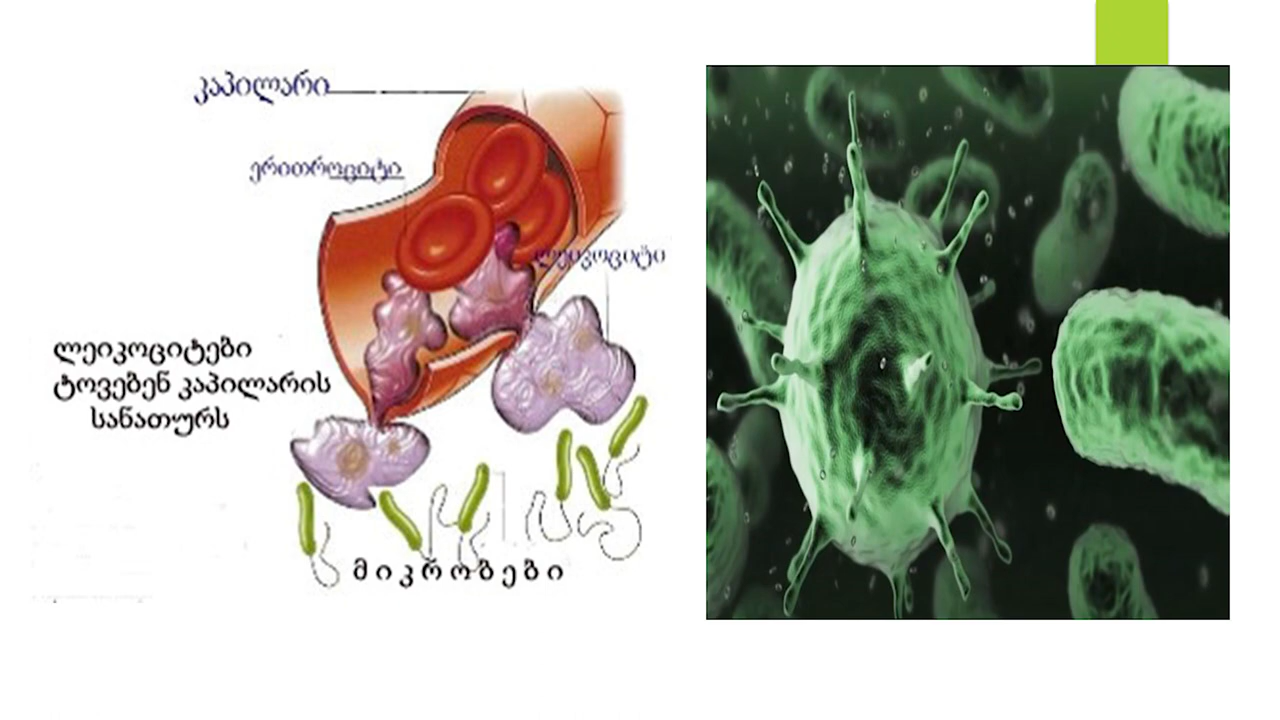 კაპილარი
ერითროციტი
ლეიკოციტი
ლეიკოციტები
ტოვებენ კაპილარის
სანათურს
მიკრობები